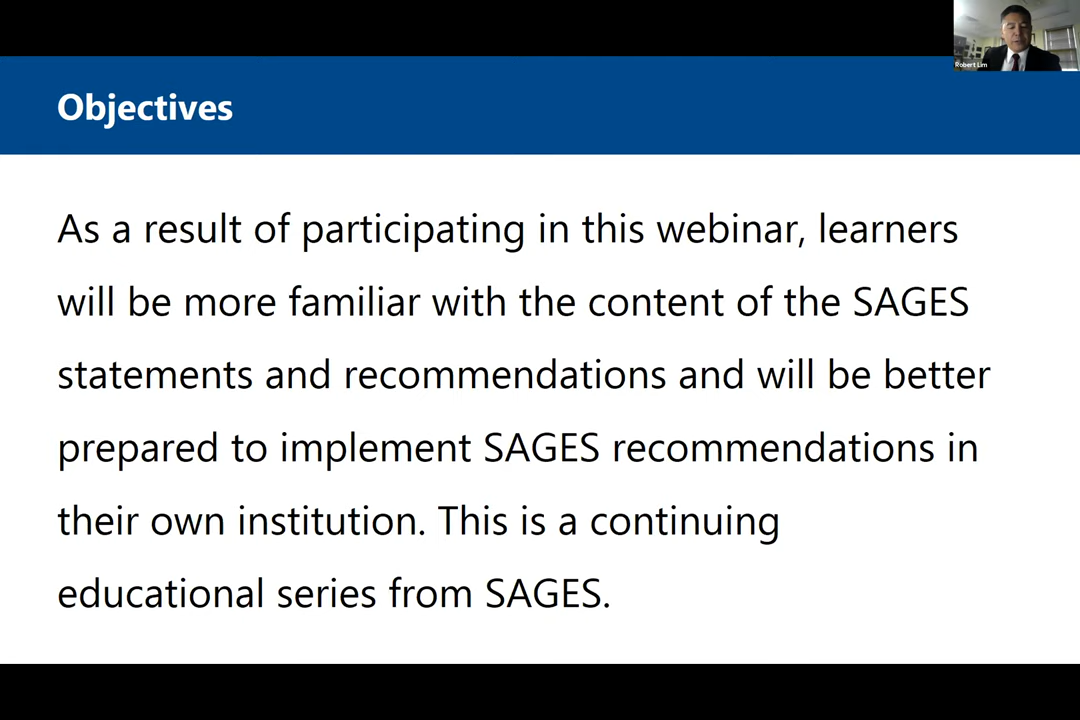 Robert Lim
Objectives
As a result of participating in this webinar, learners
will be more familiar with the content of the SAGES
statements and recommendations and will be better
prepared to implement SAGES recommendations in
their own institution. This is a continuing
educational series from SAGES.